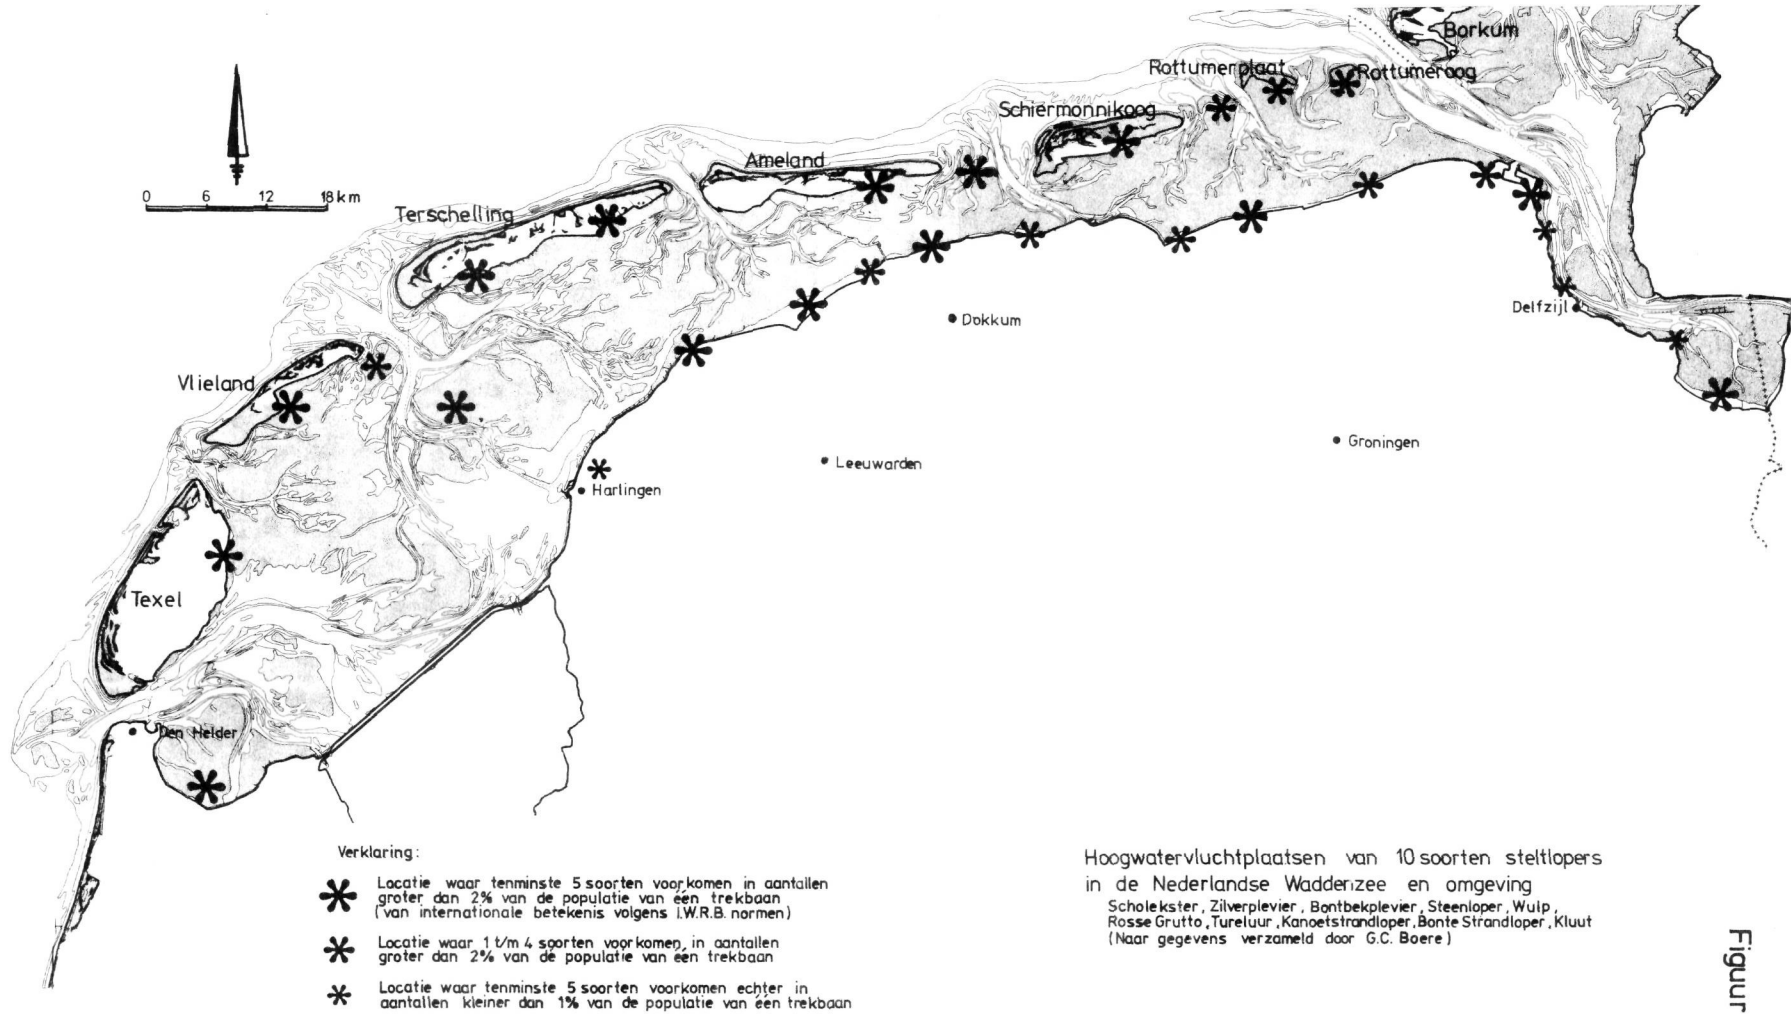 Borkum
Rottumerplaat
Rottumeroog
Schiermonnikoog
Ameland
0 6 12 18 km
Terschelling
Delfzijl
Dokkum
Vlieland
Groningen
Leeuwarden
Harlingen
Texel
Den Helder
Verklaring:
Locatie waar tenminste 5 soorten voorkomen in aantallen
groter dan 2% van de populatie van één trekbaan
(van internationale betekenis volgens I.W.R.B. normen)
Locatie waar 1 t/m 4 soorten voorkomen in aantallen
groter dan 2% van de populatie van één trekbaan
Locatie waar tenminste 5 soorten voorkomen echter in
aantallen kleiner dan 1% van de populatie van één trekbaan
Hoogwatervluchtplaatsen van 10 soorten steltlopers
in de Nederlandse Waddenzee en omgeving
Scholekster, Zilverplevier, Bontbekplevier, Steenloper, Wulp,
Rosse Grutto, Tureluur, Kanoetstrandloper, Bonte Strandloper, Kluut
(Naar gegevens verzameld door G.C. Boere)
Figuur